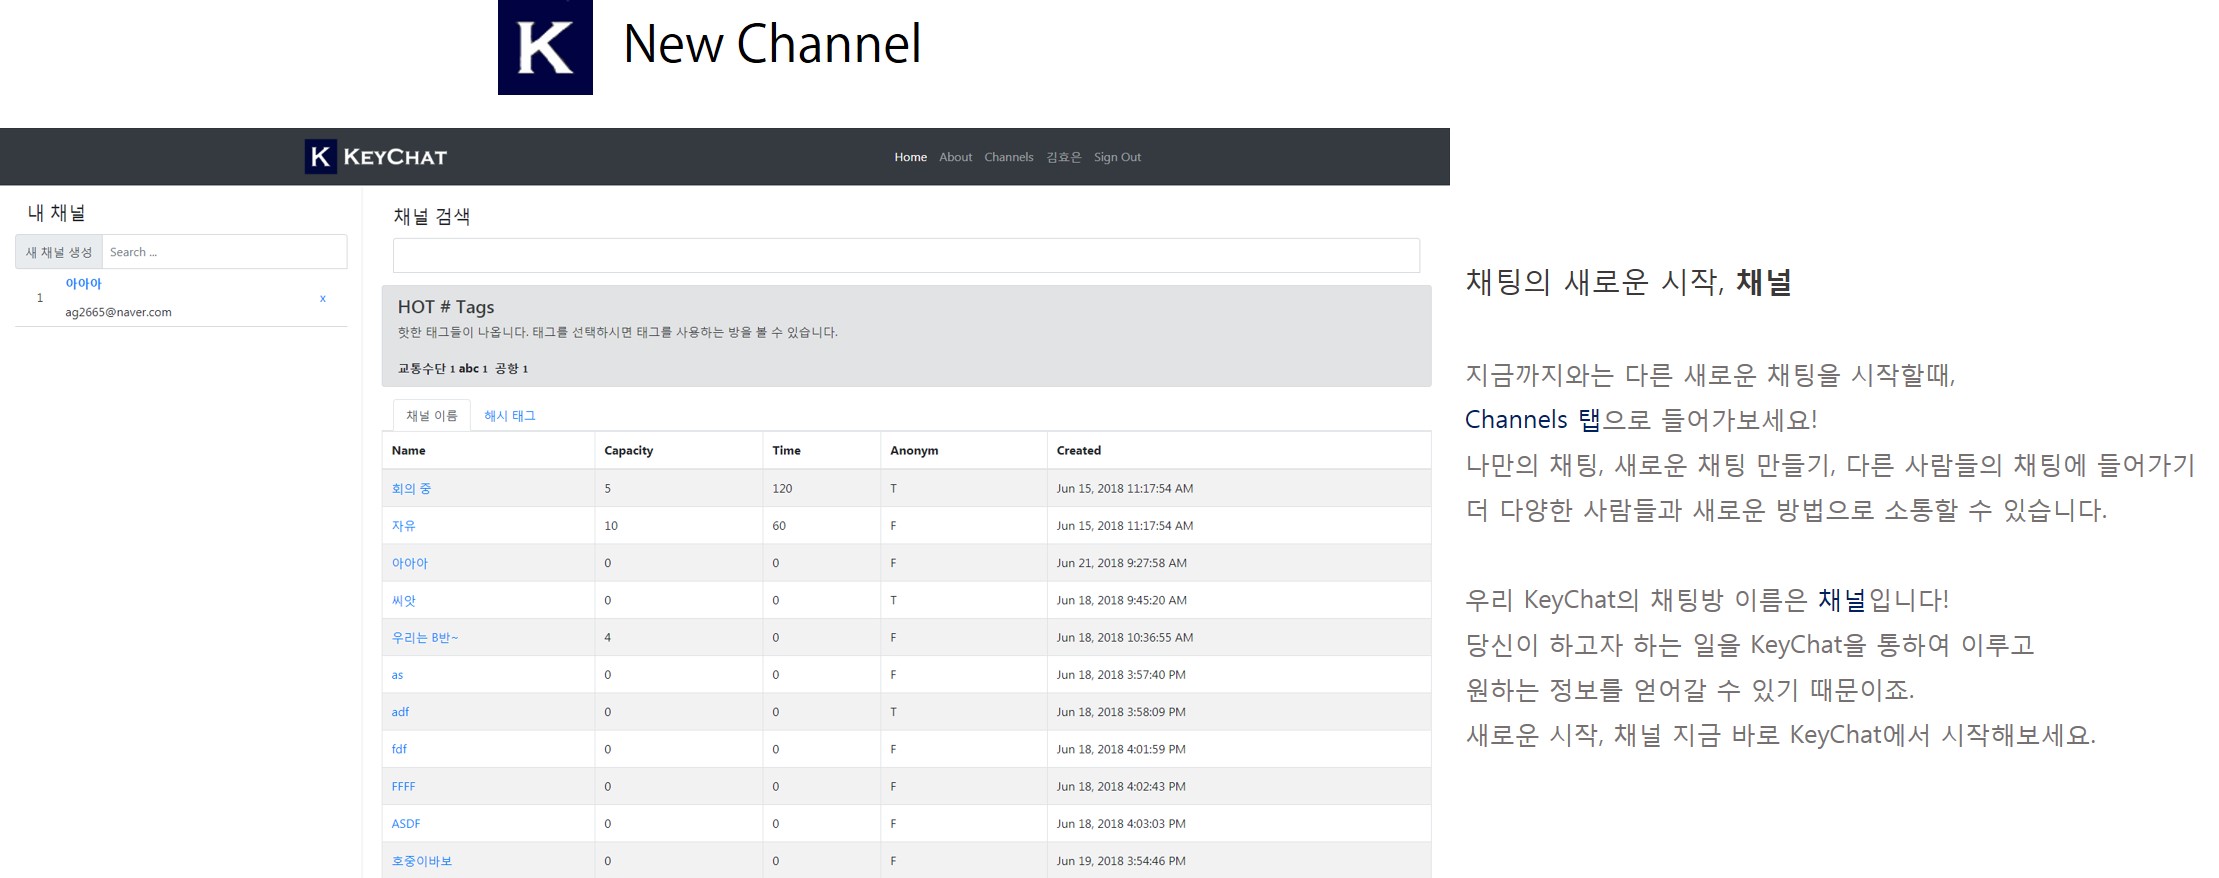 K New Channel
K KEYCHAT Home About Channels 김효은 Sign Out
내 채널
새 채널 생성 Search ...
1 아아아 x
ag2665@naver.com
채널 검색
HOT # Tags
핫한 태그들이 나옵니다. 태그를 선택하시면 태그를 사용하는 방을 볼 수 있습니다.
교통수단 1 abc 1 공항 1
채널 이름 해시 태그
Name Capacity Time Anonym Created
회의 중 5 120 T Jun 15, 2018 11:17:54 AM
자유 10 60 F Jun 15, 2018 11:17:54 AM
아아아 0 0 F Jun 21, 2018 9:27:58 AM
씨앗 0 0 T Jun 18, 2018 9:45:20 AM
우리는 B반~ 4 0 F Jun 18, 2018 10:36:55 AM
as 0 0 F Jun 18, 2018 3:57:40 PM
adf 0 0 T Jun 18, 2018 3:58:09 PM
fdf 0 0 F Jun 18, 2018 4:01:59 PM
FFFF 0 0 F Jun 18, 2018 4:02:43 PM
ASDF 0 0 F Jun 18, 2018 4:03:03 PM
호중이바보 0 0 F Jun 19, 2018 3:54:46 PM
채팅의 새로운 시작, 채널
지금까지와는 다른 새로운 채팅을 시작할때,
Channels 탭으로 들어가보세요!
나만의 채팅, 새로운 채팅 만들기, 다른 사람들의 채팅에 들어가기
더 다양한 사람들과 새로운 방법으로 소통할 수 있습니다.
우리 KeyChat의 채팅방 이름은 채널입니다!
당신이 하고자 하는 일을 KeyChat을 통하여 이루고
원하는 정보를 얻어갈 수 있기 때문이죠.
새로운 시작, 채널 지금 바로 KeyChat에서 시작해보세요.